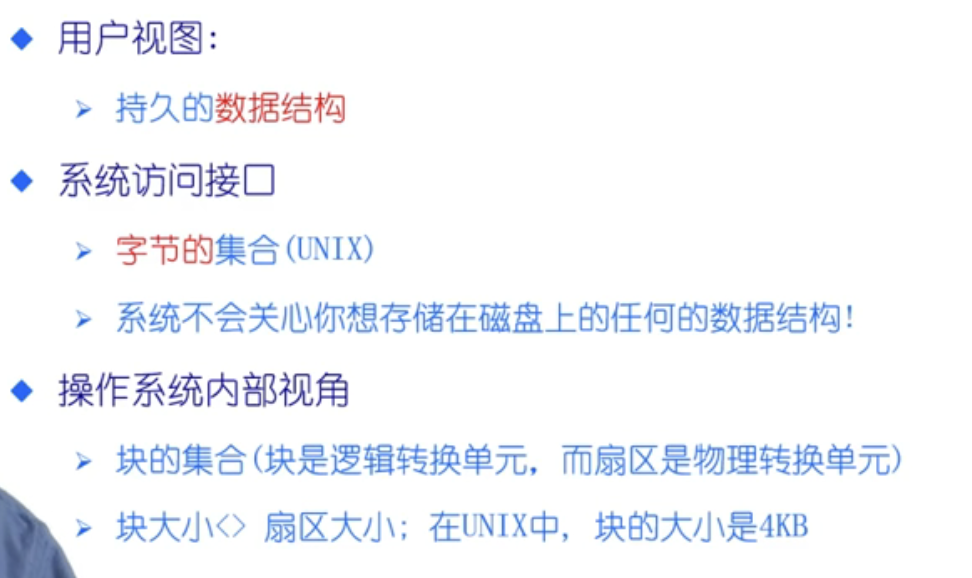 用户视图:
持久的数据结构
系统访问接口
字节的集合(UNIX)
系统不会关心你想存储在磁盘上的任何的数据结构!
操作系统内部视角
块的集合(块是逻辑转换单元，而扇区是物理转换单元)
块大小<> 扇区大小; 在UNIX中, 块的大小是4KB